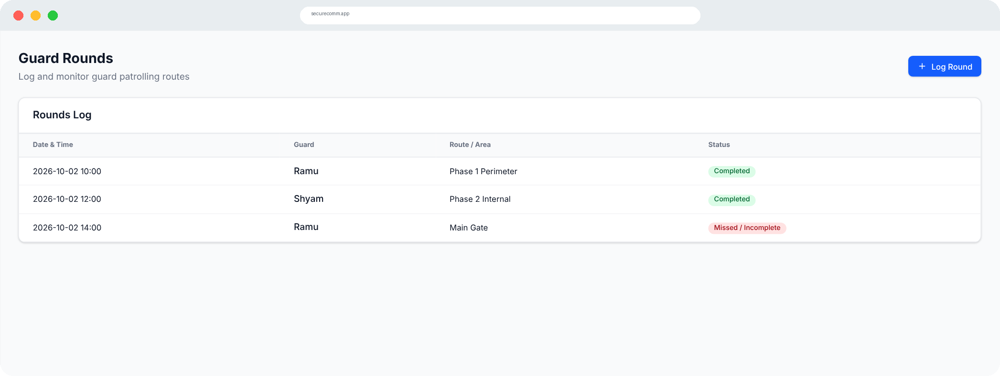 securecomm.app
Guard Rounds
Log and monitor guard patrolling routes
+ Log Round
Rounds Log
Date & Time Guard Route / Area Status
2026-10-02 10:00 Ramu Phase 1 Perimeter Completed
2026-10-02 12:00 Shyam Phase 2 Internal Completed
2026-10-02 14:00 Ramu Main Gate Missed / Incomplete